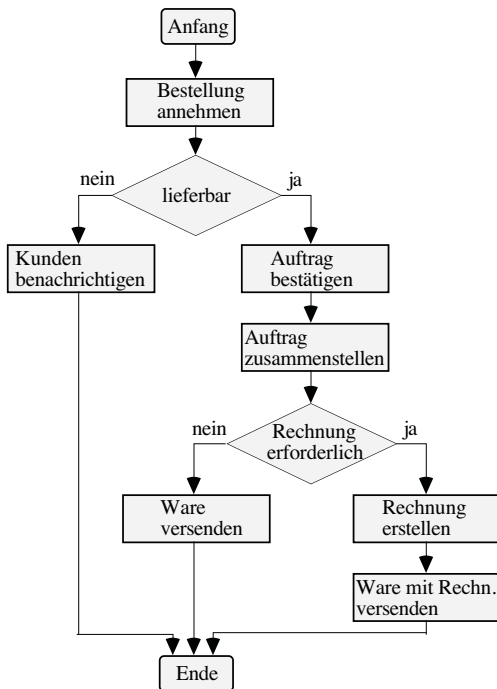 Anfang
Bestellung
annehmen
nein
lieferbar
ja
Kunden
benachrichtigen
Auftrag
bestätigen
Auftrag
zusammenstellen
nein
Rechnung
erforderlich
ja
Ware
versenden
Rechnung
erstellen
Ware mit Rechn.
versenden
Ende